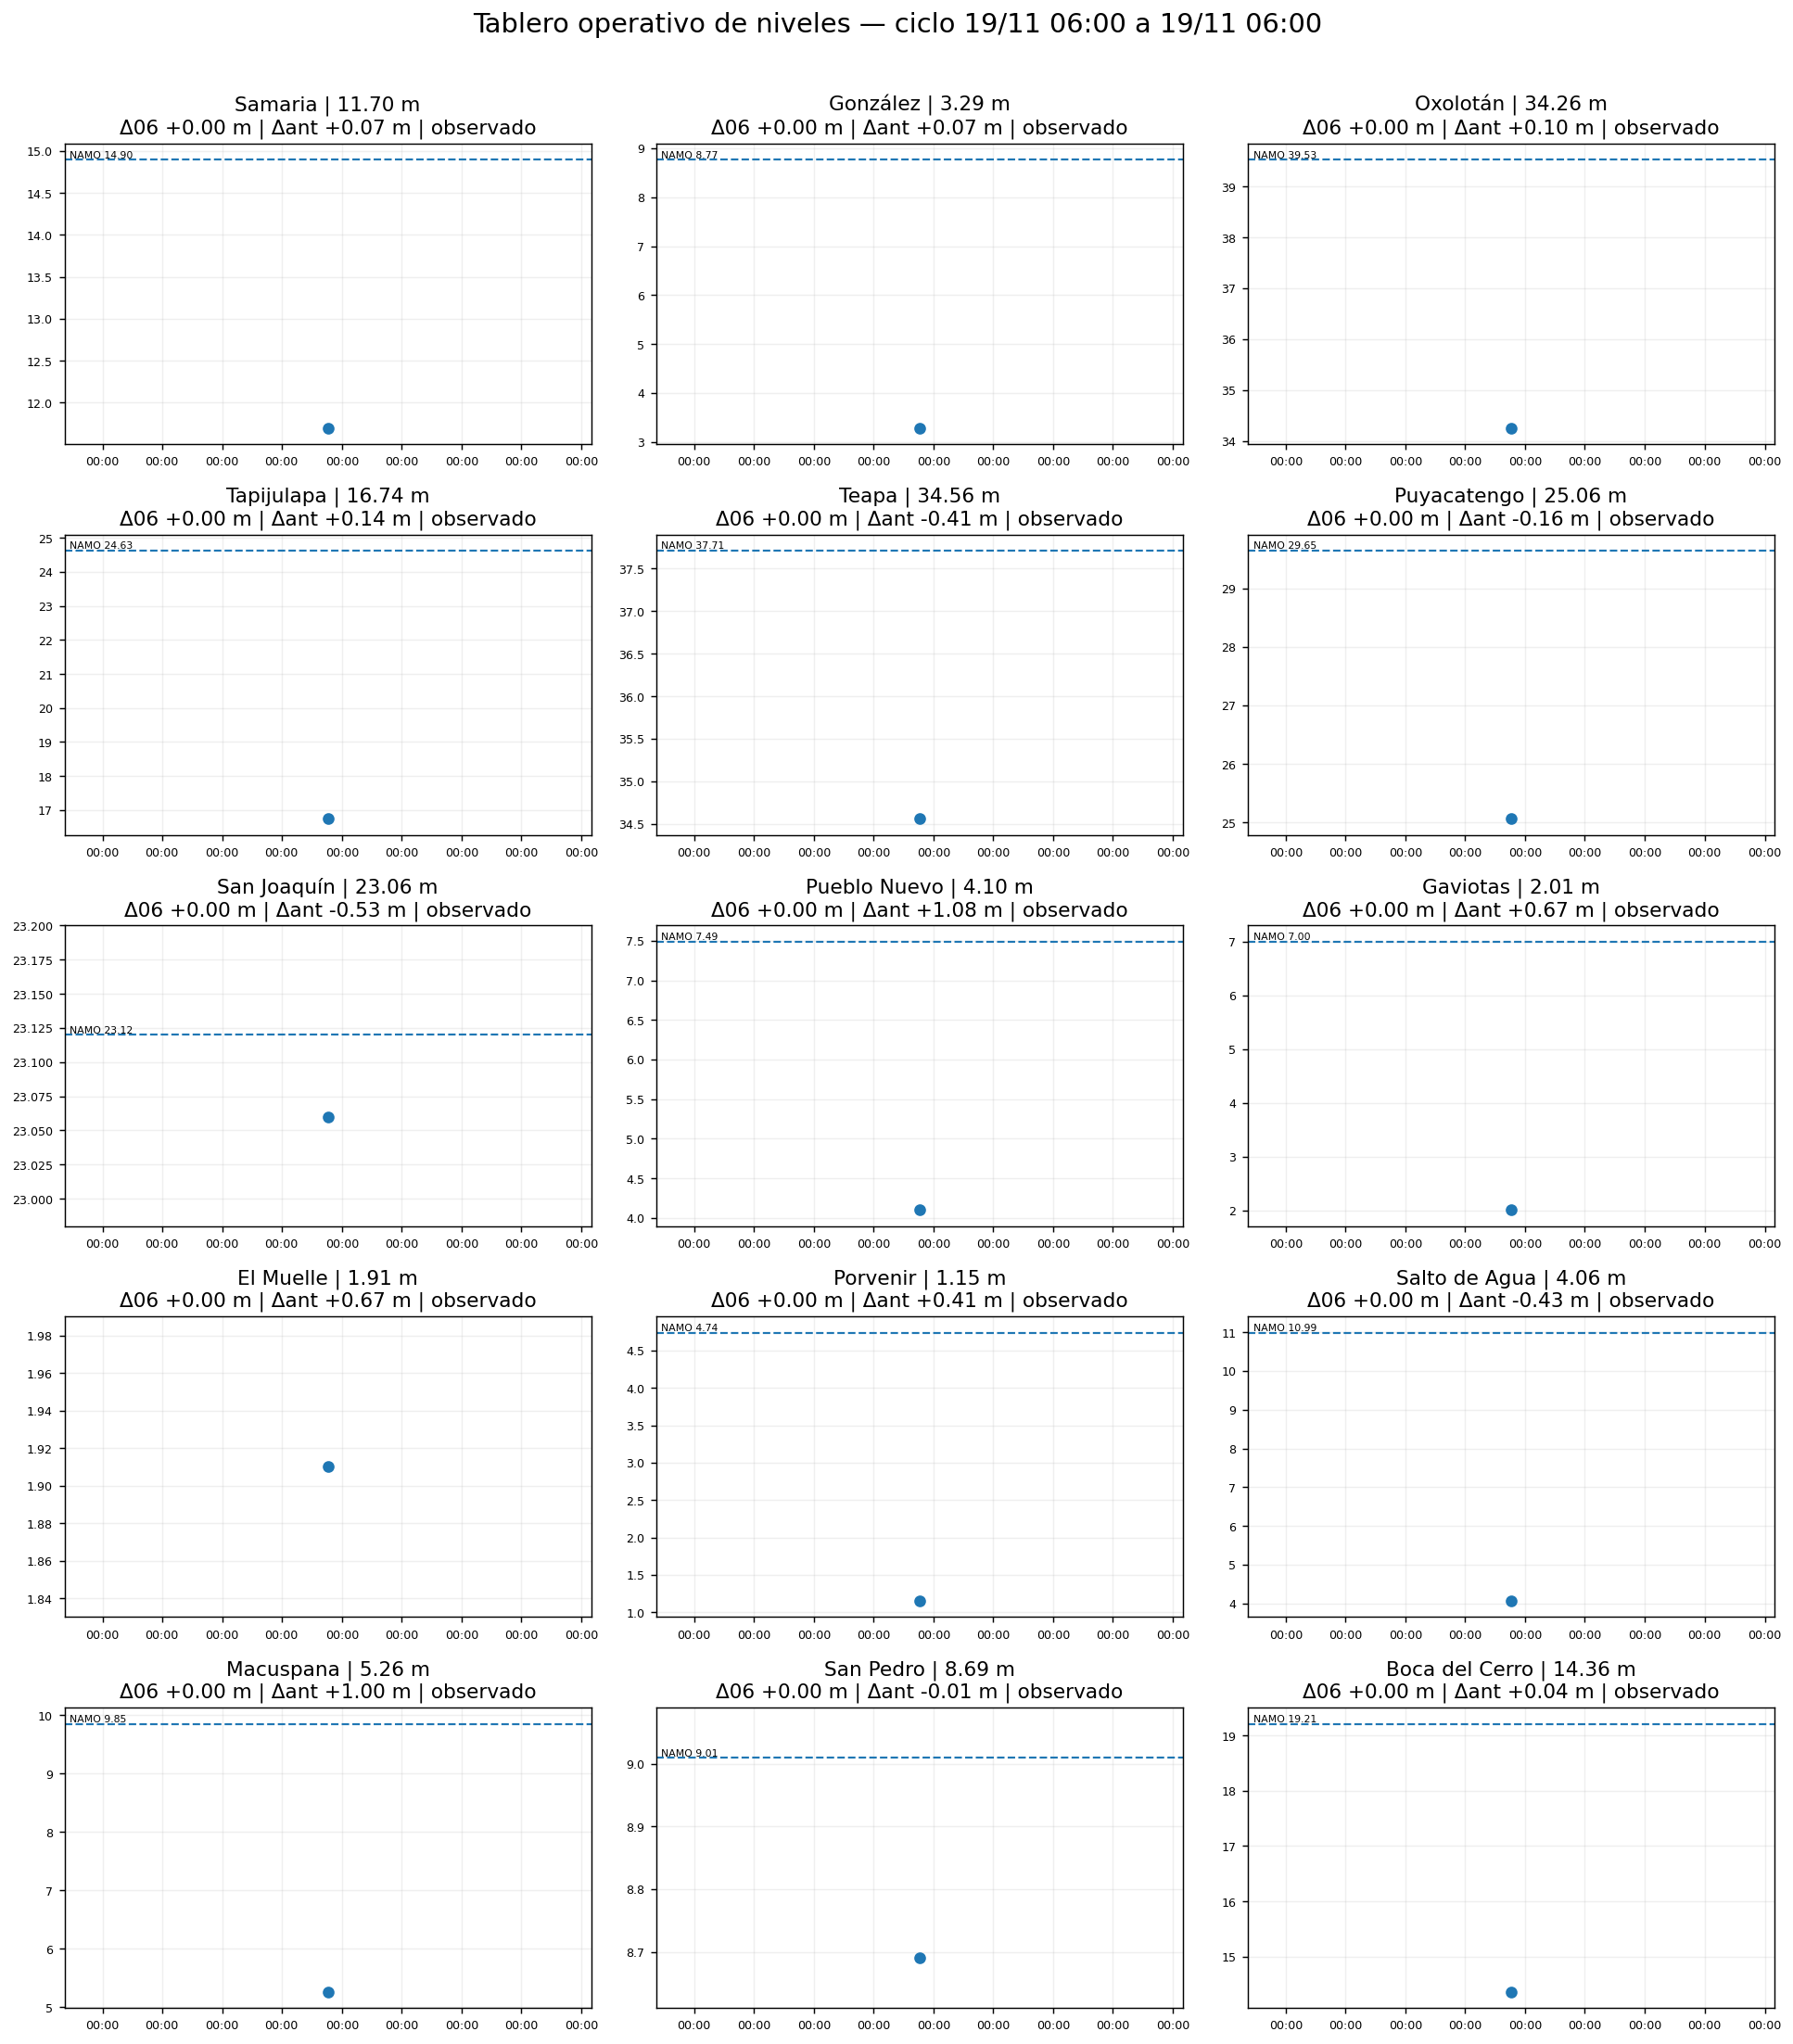 Tablero operativo de niveles — ciclo 19/11 06:00 a 19/11 06:00
Samaria | 11.70 m
Δ06 +0.00 m | Δant +0.07 m | observado
NAMO 14.90
15.0
14.5
14.0
13.5
13.0
12.5
12.0
00:00 00:00 00:00 00:00 00:00 00:00 00:00 00:00 00:00
González | 3.29 m
Δ06 +0.00 m | Δant +0.07 m | observado
NAMO 8.77
9
8
7
6
5
4
3
00:00 00:00 00:00 00:00 00:00 00:00 00:00 00:00 00:00
Oxolotán | 34.26 m
Δ06 +0.00 m | Δant +0.10 m | observado
NAMO 39.53
39
38
37
36
35
34
00:00 00:00 00:00 00:00 00:00 00:00 00:00 00:00 00:00
Tapijulapa | 16.74 m
Δ06 +0.00 m | Δant +0.14 m | observado
25
NAMO 24.63
24
23
22
21
20
19
18
17
00:00 00:00 00:00 00:00 00:00 00:00 00:00 00:00 00:00
Teapa | 34.56 m
Δ06 +0.00 m | Δant -0.41 m | observado
NAMO 37.71
37.5
37.0
36.5
36.0
35.5
35.0
34.5
00:00 00:00 00:00 00:00 00:00 00:00 00:00 00:00 00:00
Puyacatengo | 25.06 m
Δ06 +0.00 m | Δant -0.16 m | observado
NAMO 29.65
29
28
27
26
25
00:00 00:00 00:00 00:00 00:00 00:00 00:00 00:00 00:00
San Joaquín | 23.06 m
Δ06 +0.00 m | Δant -0.53 m | observado
23.200
23.175
23.150
23.125
NAMO 23.12
23.100
23.075
23.050
23.025
23.000
00:00 00:00 00:00 00:00 00:00 00:00 00:00 00:00 00:00
Pueblo Nuevo | 4.10 m
Δ06 +0.00 m | Δant +1.08 m | observado
NAMO 7.49
7.5
7.0
6.5
6.0
5.5
5.0
4.5
4.0
00:00 00:00 00:00 00:00 00:00 00:00 00:00 00:00 00:00
Gaviotas | 2.01 m
Δ06 +0.00 m | Δant +0.67 m | observado
NAMO 7.00
7
6
5
4
3
2
00:00 00:00 00:00 00:00 00:00 00:00 00:00 00:00 00:00
El Muelle | 1.91 m
Δ06 +0.00 m | Δant +0.67 m | observado
1.98
1.96
1.94
1.92
1.90
1.88
1.86
1.84
00:00 00:00 00:00 00:00 00:00 00:00 00:00 00:00 00:00
Porvenir | 1.15 m
Δ06 +0.00 m | Δant +0.41 m | observado
NAMO 4.74
4.5
4.0
3.5
3.0
2.5
2.0
1.5
1.0
00:00 00:00 00:00 00:00 00:00 00:00 00:00 00:00 00:00
Salto de Agua | 4.06 m
Δ06 +0.00 m | Δant -0.43 m | observado
NAMO 10.99
11
10
9
8
7
6
5
4
00:00 00:00 00:00 00:00 00:00 00:00 00:00 00:00 00:00
Macuspana | 5.26 m
Δ06 +0.00 m | Δant +1.00 m | observado
10
NAMO 9.85
9
8
7
6
5
00:00 00:00 00:00 00:00 00:00 00:00 00:00 00:00 00:00
San Pedro | 8.69 m
Δ06 +0.00 m | Δant -0.01 m | observado
NAMO 9.01
9.0
8.9
8.8
8.7
00:00 00:00 00:00 00:00 00:00 00:00 00:00 00:00 00:00
Boca del Cerro | 14.36 m
Δ06 +0.00 m | Δant +0.04 m | observado
NAMO 19.21
19
18
17
16
15
00:00 00:00 00:00 00:00 00:00 00:00 00:00 00:00 00:00